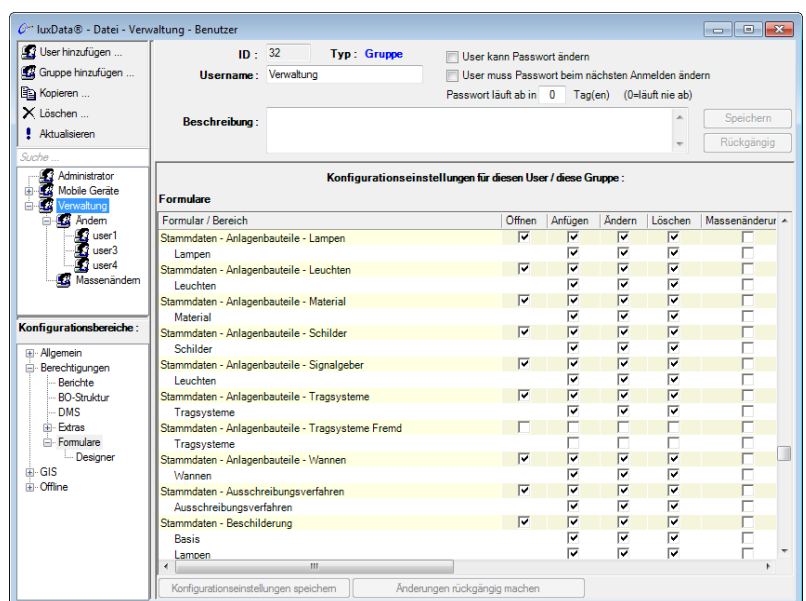 luxData® - Datei - Verwaltung - Benutzer
User hinzufügen ...
Gruppe hinzufügen ...
Kopieren ...
Löschen ...
Aktualisieren
Suche ...
Administrator
Mobile Geräte
Verwaltung
Ändern
user1
user3
user4
Massenändern
Konfigurationsbereiche :
Allgemein
Berechtigungen
Berichte
BO-Struktur
DMS
Extras
Formulare
Designer
GIS
Offline
ID : 32 Typ : Gruppe
Username : Verwaltung
User kann Passwort ändern
User muss Passwort beim nächsten Anmelden ändern
Passwort läuft ab in 0 Tag(en) (0=läuft nie ab)
Beschreibung :
Speichern
Rückgängig
Konfigurationseinstellungen für diesen User / diese Gruppe :
Formulare
Formular / Bereich Öffnen Anfügen Ändern Löschen Massenänderur
Stammdaten - Anlagenbauteile - Lampen
Lampen
Stammdaten - Anlagenbauteile - Leuchten
Leuchten
Stammdaten - Anlagenbauteile - Material
Material
Stammdaten - Anlagenbauteile - Schilder
Schilder
Stammdaten - Anlagenbauteile - Signalgeber
Leuchten
Stammdaten - Anlagenbauteile - Tragsysteme
Tragsysteme
Stammdaten - Anlagenbauteile - Tragsysteme Fremd
Tragsysteme
Stammdaten - Anlagenbauteile - Wannen
Wannen
Stammdaten - Ausschreibungsverfahren
Ausschreibungsverfahren
Stammdaten - Beschilderung
Basis
Lampen
Konfigurationseinstellungen speichern
Änderungen rückgängig machen